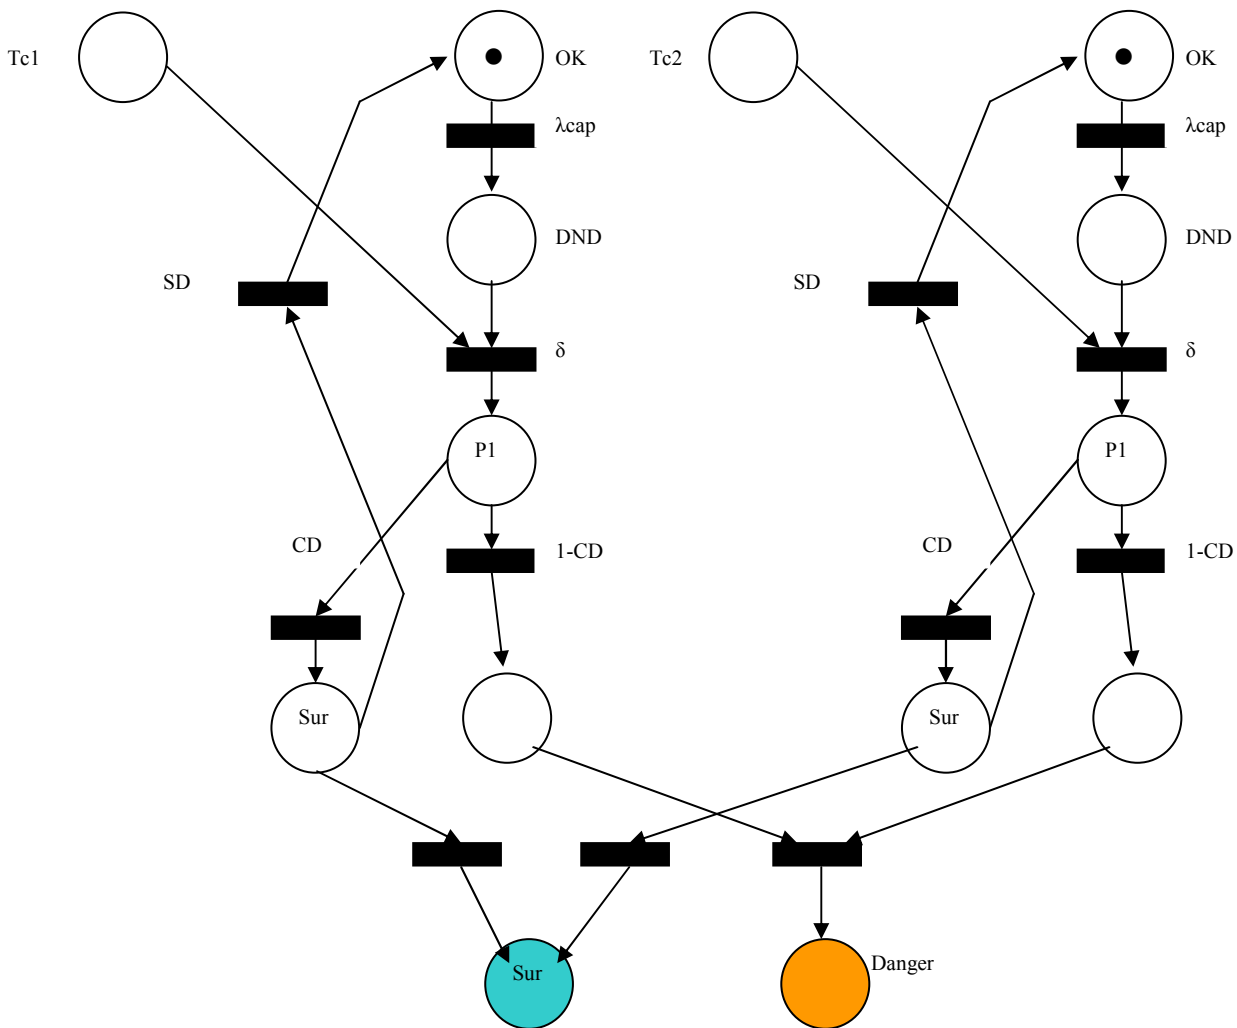 Tc1
OK
Tc2
OK
λcap
λcap
DND
DND
SD
SD
δ
δ
P1
P1
CD
1-CD
CD
1-CD
Sur
Sur
Sur
Danger